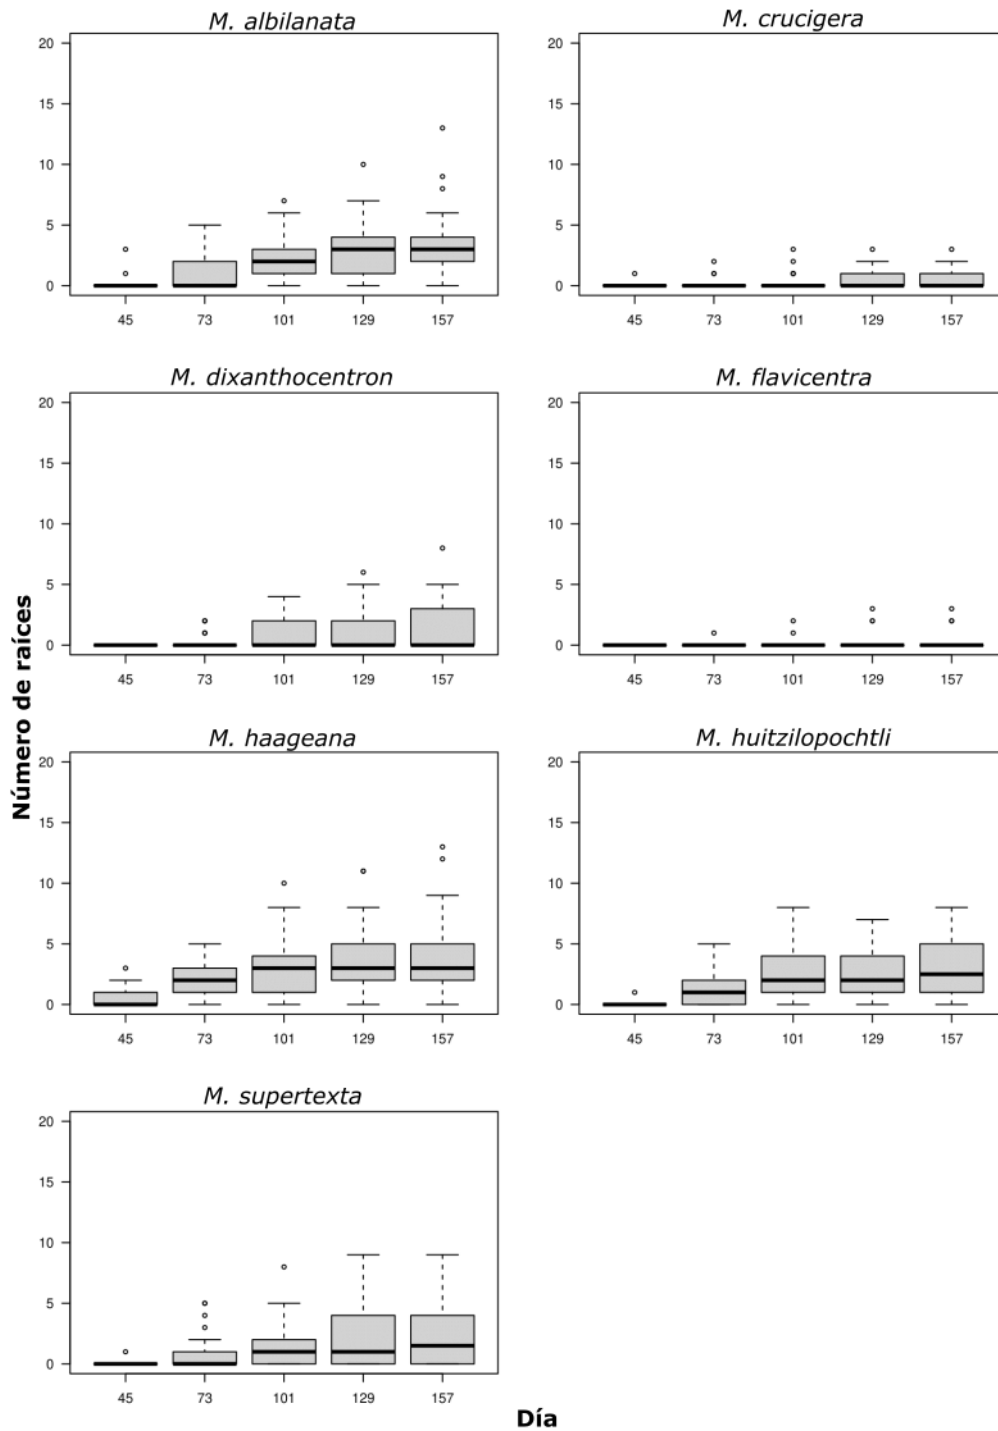 M. albilanata
20
15
10
5
0
45 73 101 129 157
M. crucigera
20
15
10
5
0
45 73 101 129 157
M. dixanthocentron
20
15
10
5
0
45 73 101 129 157
M. flavicentra
20
15
10
5
0
45 73 101 129 157
Número de raíces
M. haageana
20
15
10
5
0
45 73 101 129 157
M. huitzilopochtli
20
15
10
5
0
45 73 101 129 157
M. supertexta
20
15
10
5
0
45 73 101 129 157
Día